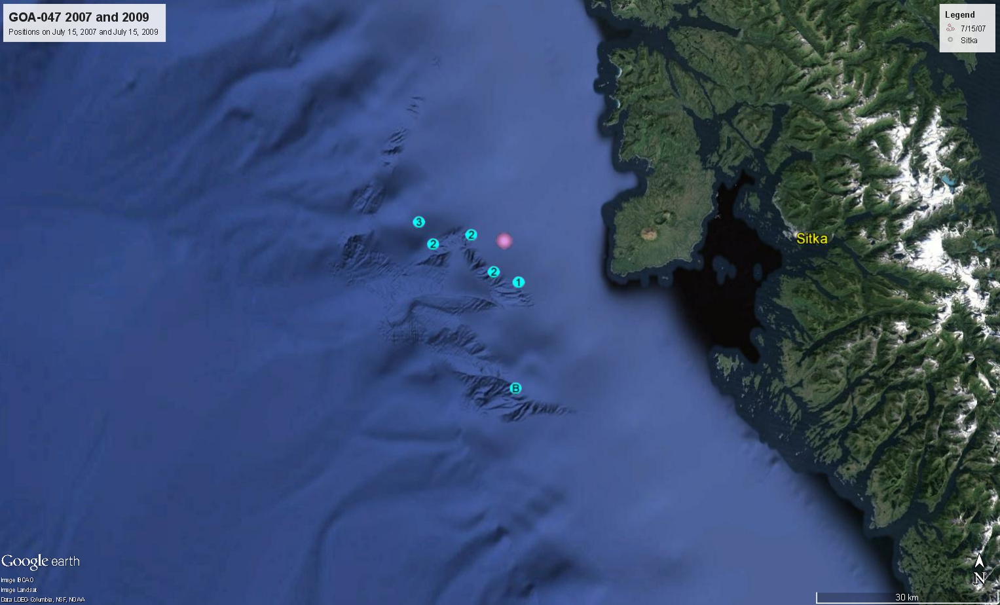 GOA-047 2007 and 2009
Positions on July 15, 2007 and July 15, 2009
Legend
7/15/07
Sitka
3
2
2
Sitka
2
1
B
Google earth
Image IBCAO
Image Landsat
Data LDEO-Columbia, NSF, NOAA
N
30 km